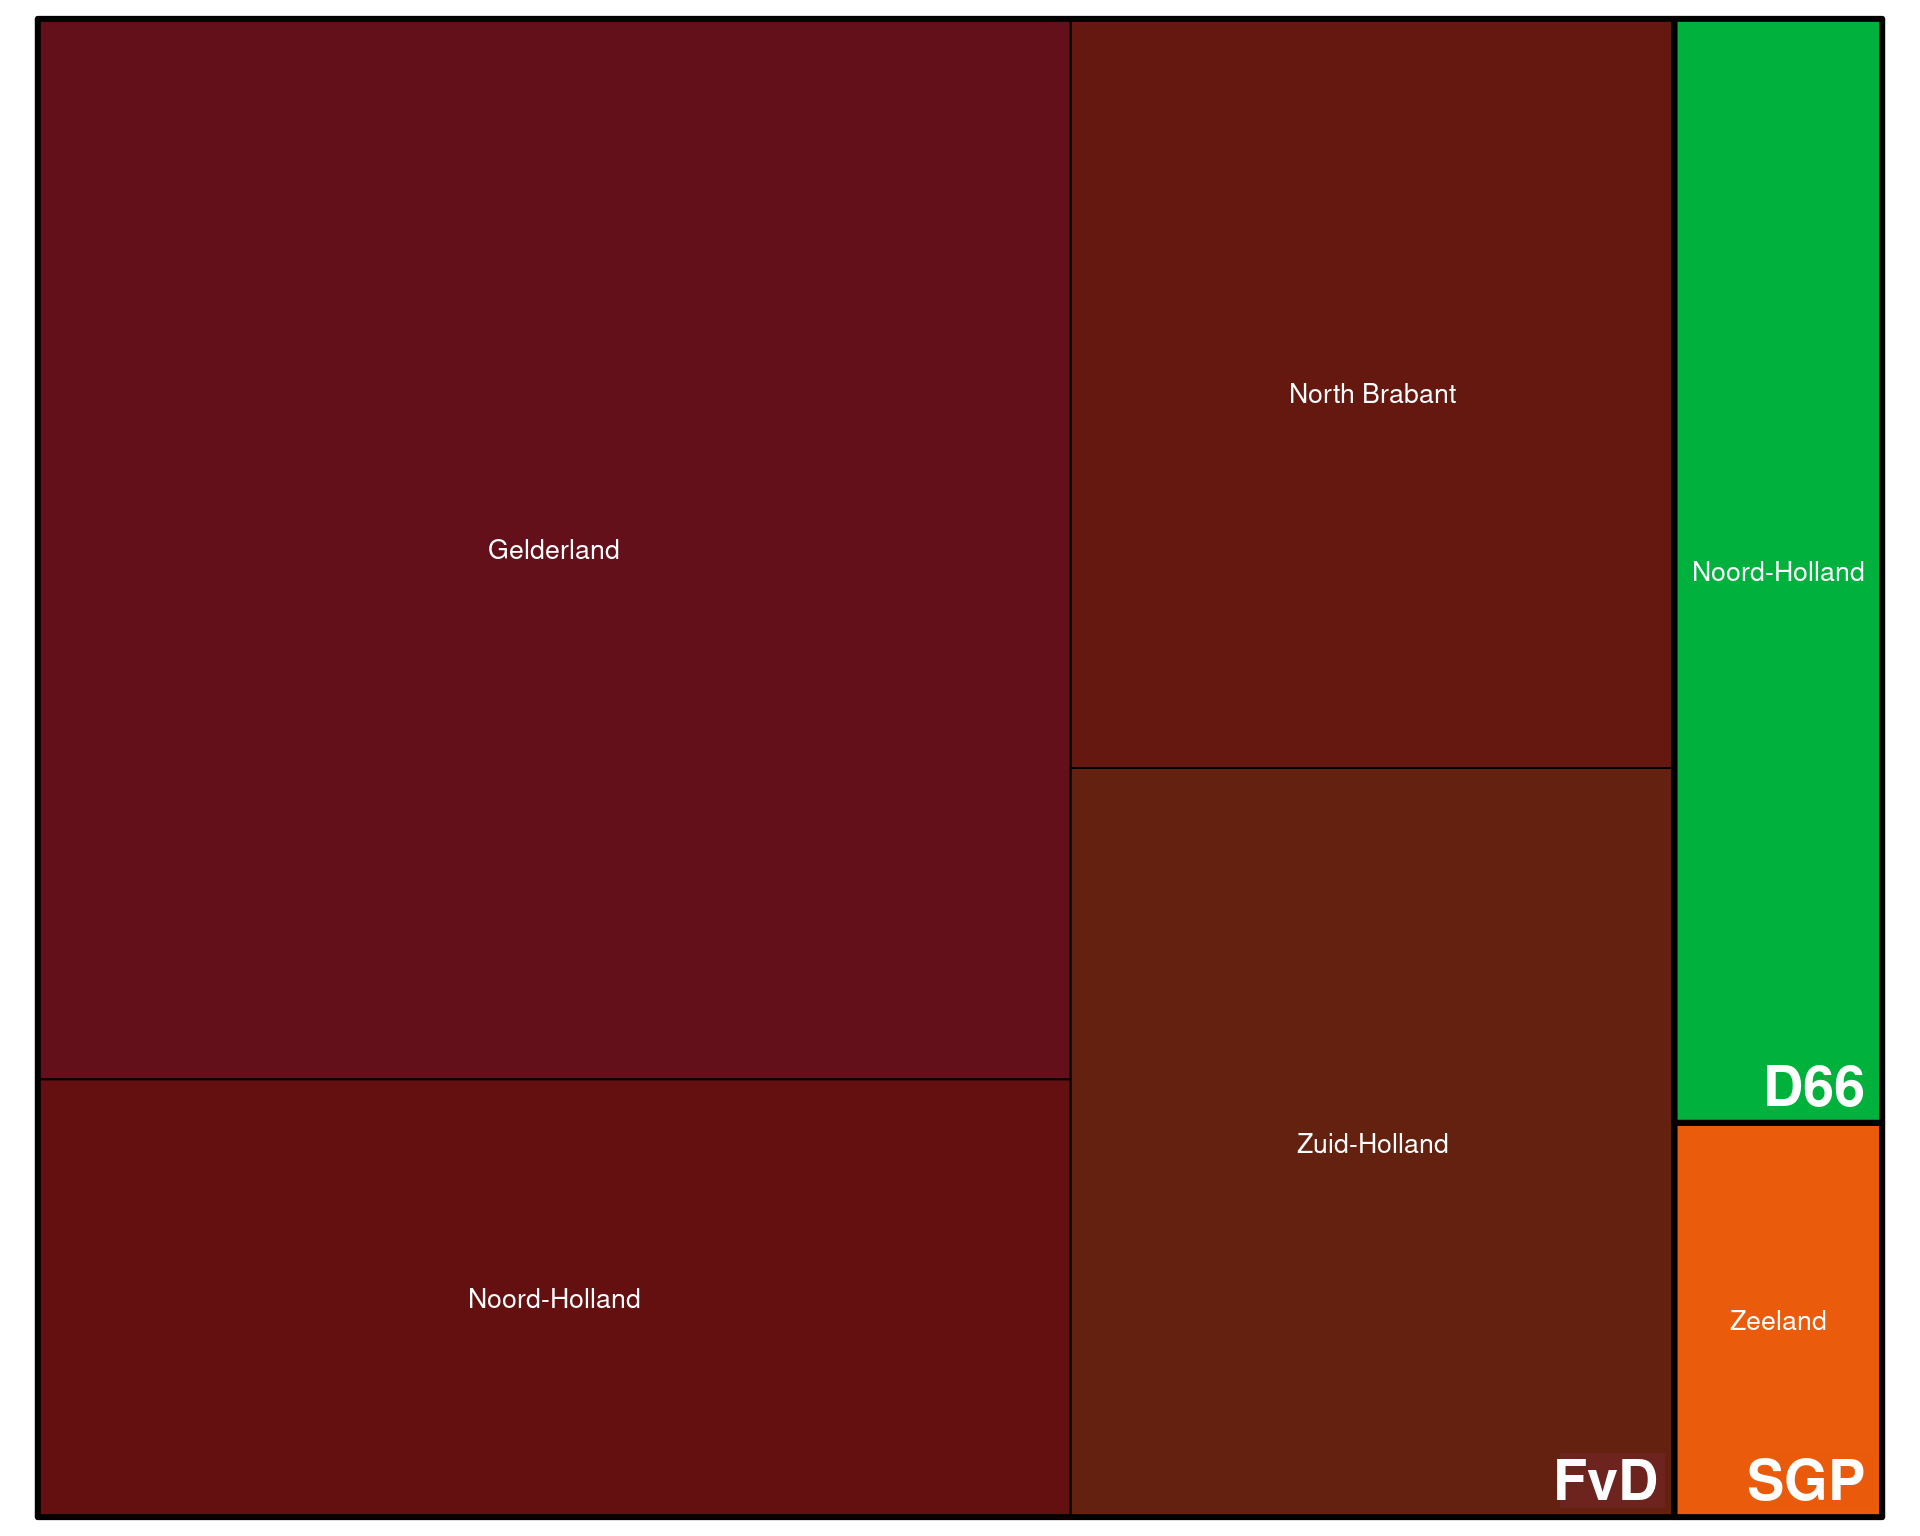 Gelderland
Noord-Holland
North Brabant
Zuid-Holland
FvD
Noord-Holland
D66
Zeeland
SGP